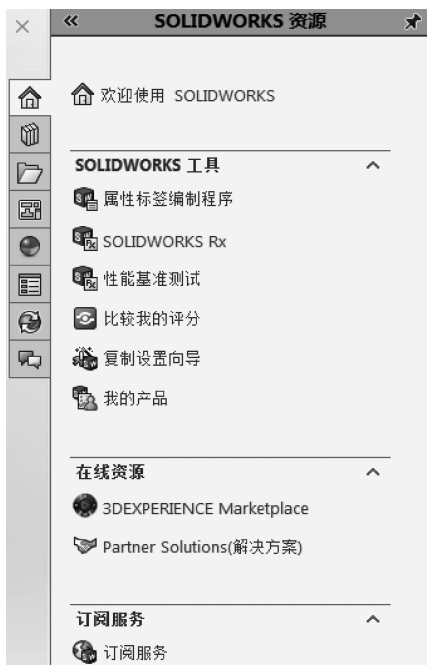 SOLIDWORKS 资源
欢迎使用 SOLIDWORKS
SOLIDWORKS 工具
属性标签编制程序
SOLIDWORKS Rx
性能基准测试
比较我的评分
复制设置向导
我的产品
在线资源
3DEXPERIENCE Marketplace
Partner Solutions(解决方案)
订阅服务
订阅服务